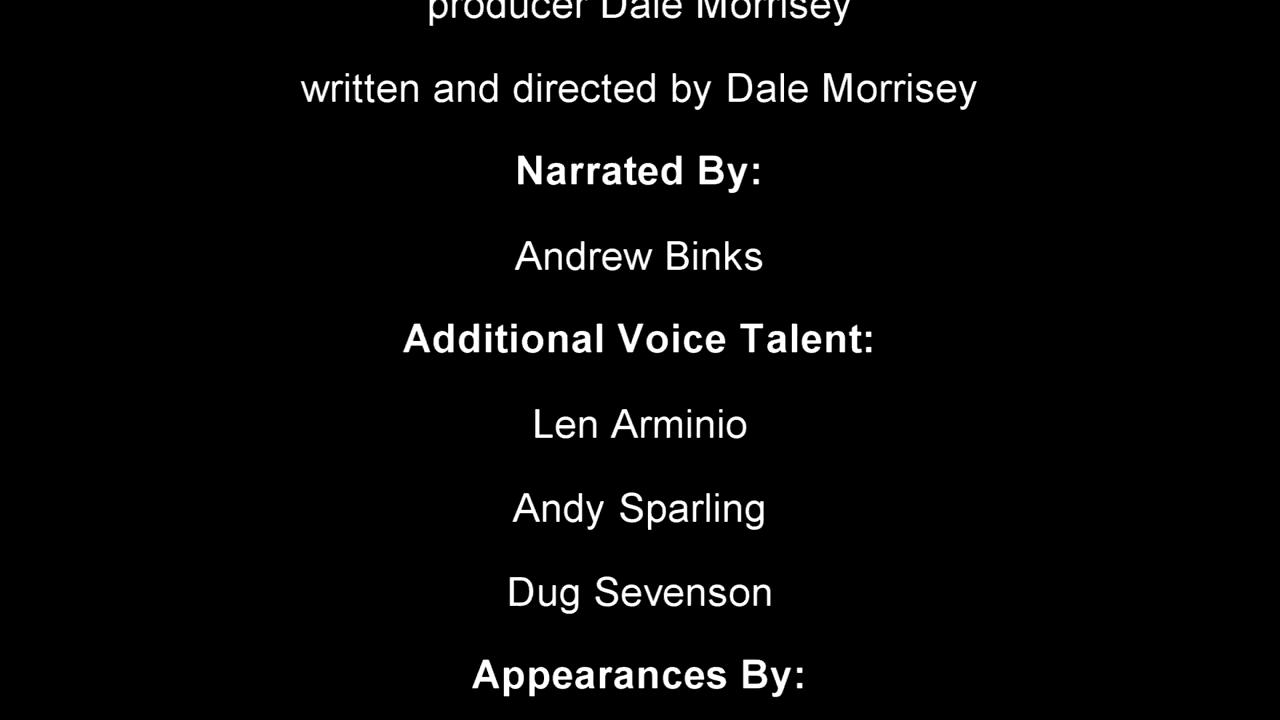 producer Dale Morrisey
written and directed by Dale Morrisey
Narrated By:
Andrew Binks
Additional Voice Talent:
Len Arminio
Andy Sparling
Dug Sevenson
Appearances By: